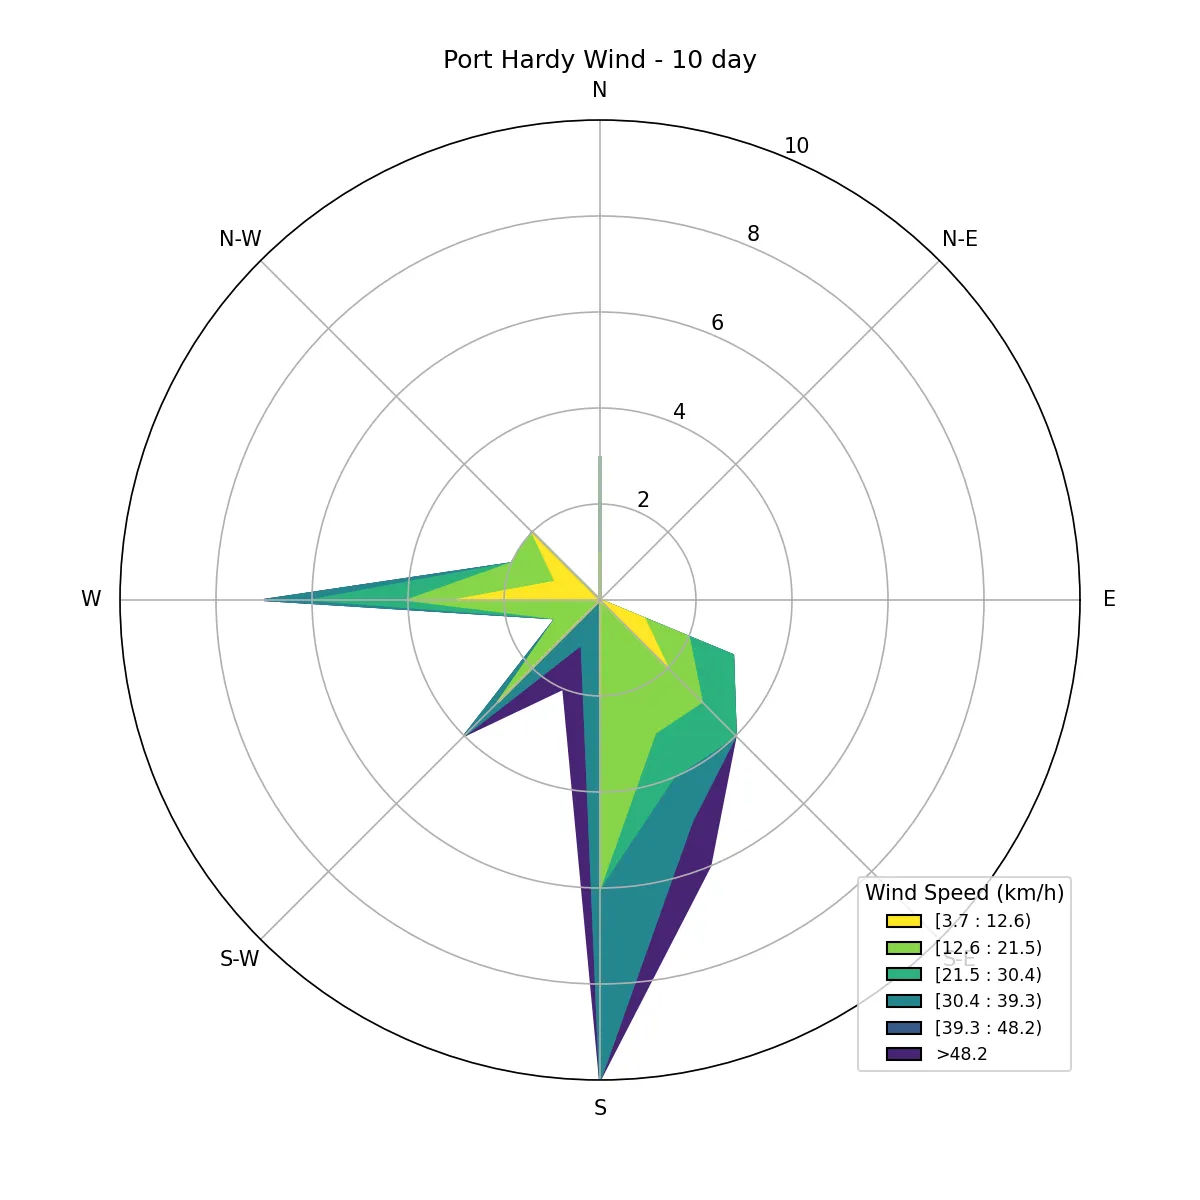 Port Hardy Wind - 10 day
N
10
N-W
N-E
8
6
4
2
W
E
S-W
S-E
Wind Speed (km/h)
[3.7 : 12.6)
[12.6 : 21.5)
[21.5 : 30.4)
[30.4 : 39.3)
[39.3 : 48.2)
>48.2
S